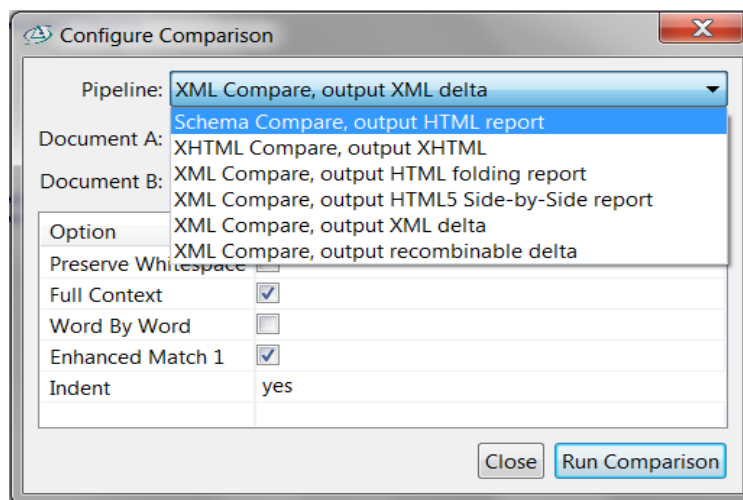 Configure Comparison
Pipeline: XML Compare, output XML delta
Schema Compare, output HTML report
Document A:
XHTML Compare, output XHTML
XML Compare, output HTML folding report
Document B:
XML Compare, output HTML5 Side-by-Side report
XML Compare, output XML delta
Option
XML Compare, output recombinable delta
Preserve Whitespace
Full Context
Word By Word
Enhanced Match 1
Indent yes
Close Run Comparison